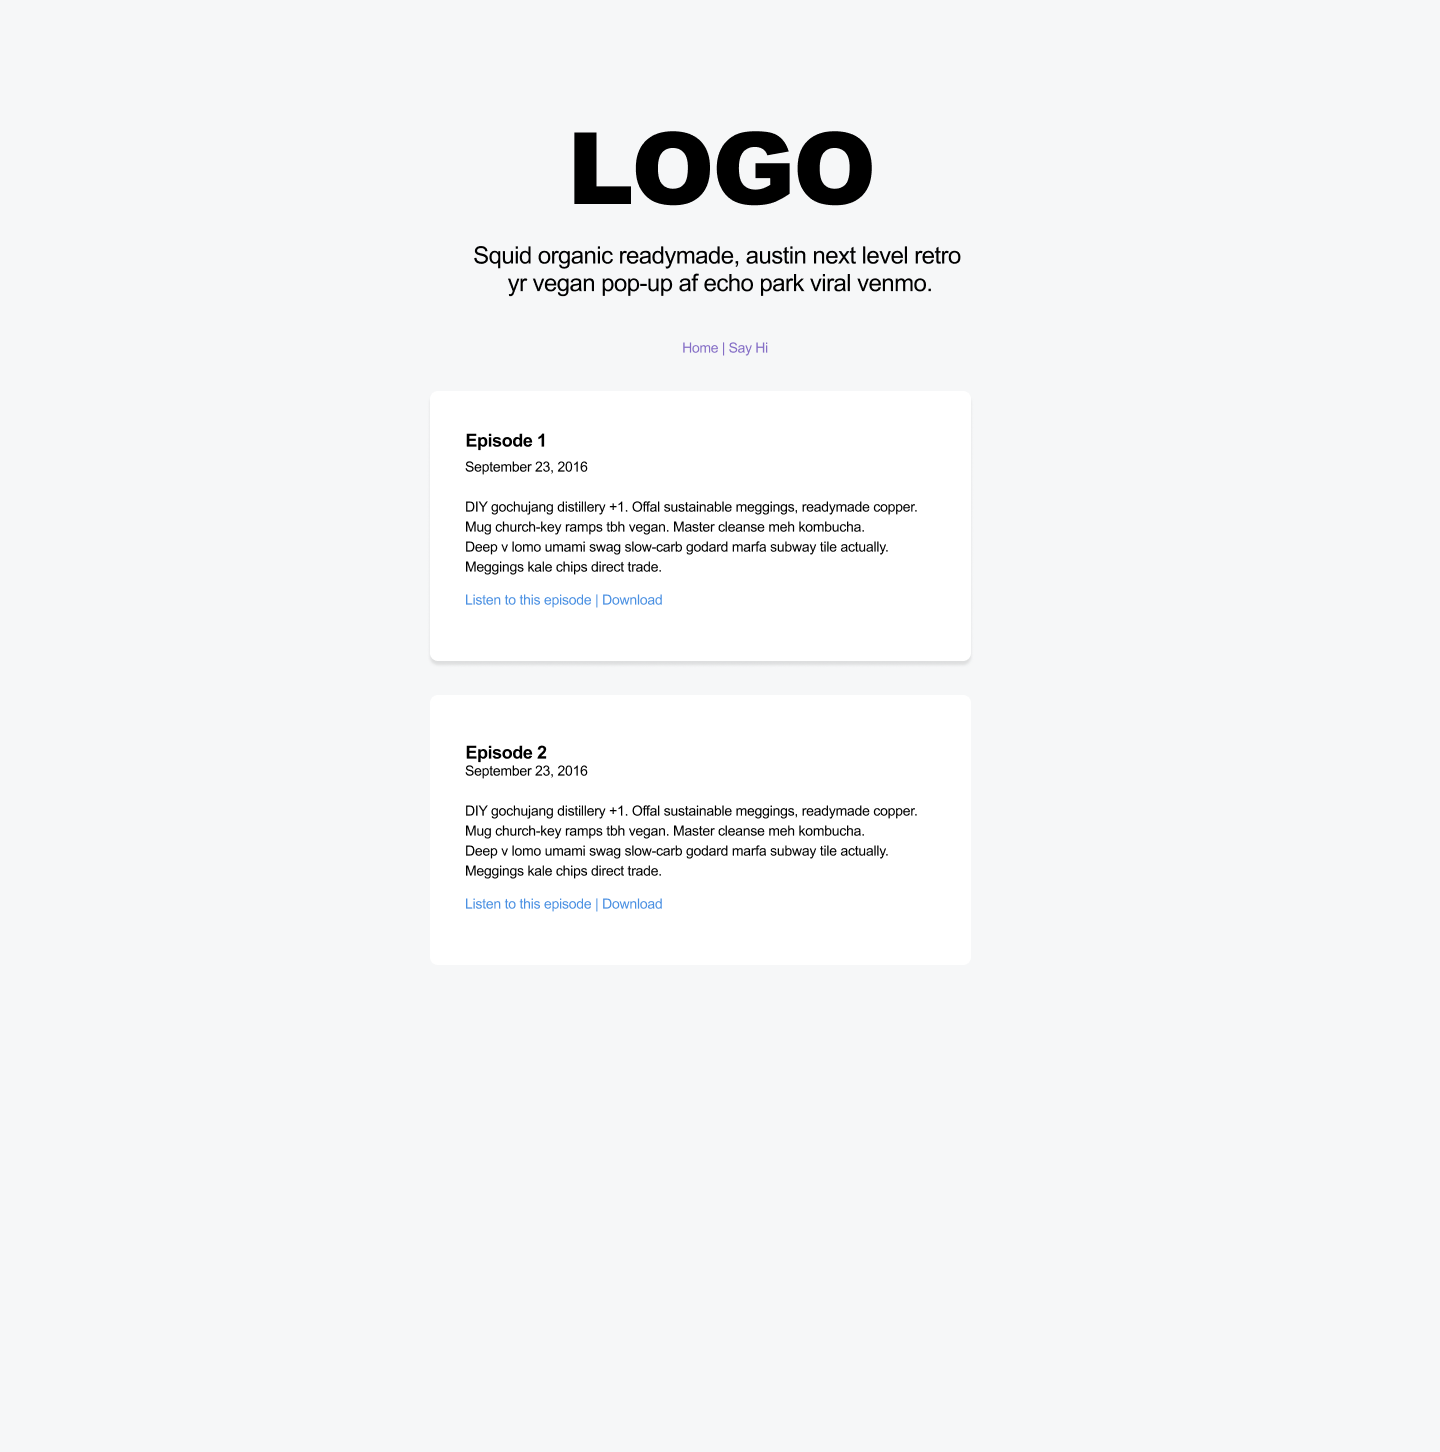 LOGO
Squid organic readymade, austin next level retro
yr vegan pop-up af echo park viral venmo.
Home | Say Hi
Episode 1
September 23, 2016
DIY gochujang distillery +1. Offal sustainable meggings, readymade copper.
Mug church-key ramps tbh vegan. Master cleanse meh kombucha.
Deep v lomo umami swag slow-carb godard marfa subway tile actually.
Meggings kale chips direct trade.
Listen to this episode | Download
Episode 2
September 23, 2016
DIY gochujang distillery +1. Offal sustainable meggings, readymade copper.
Mug church-key ramps tbh vegan. Master cleanse meh kombucha.
Deep v lomo umami swag slow-carb godard marfa subway tile actually.
Meggings kale chips direct trade.
Listen to this episode | Download